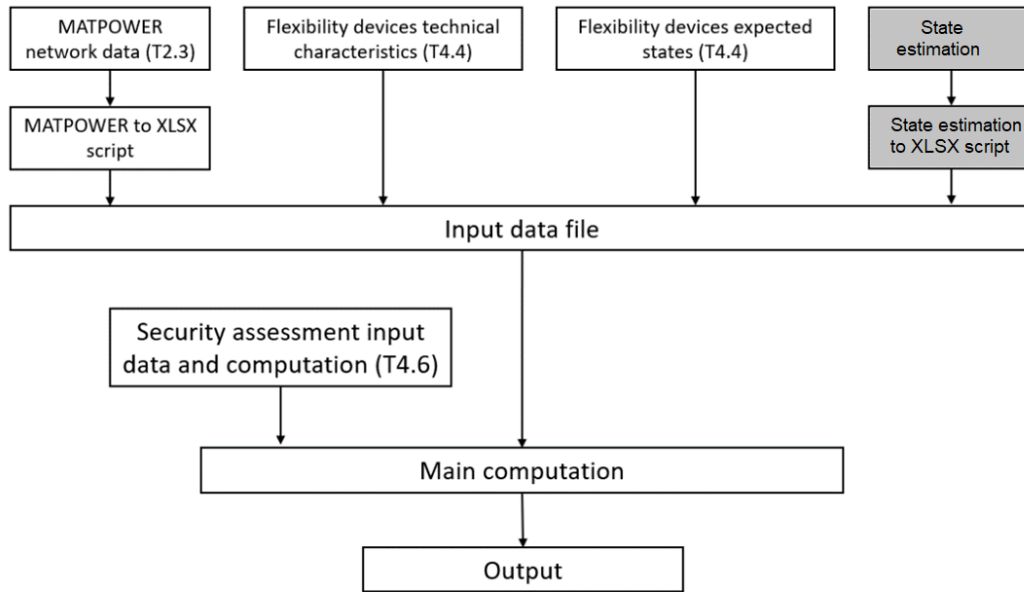 MATPOWER
network data (T2.3)
Flexibility devices technical
characteristics (T4.4)
Flexibility devices expected
states (T4.4)
State
estimation
MATPOWER to XLSX
script
State estimation
to XLSX script
Input data file
Security assessment input
data and computation (T4.6)
Main computation
Output